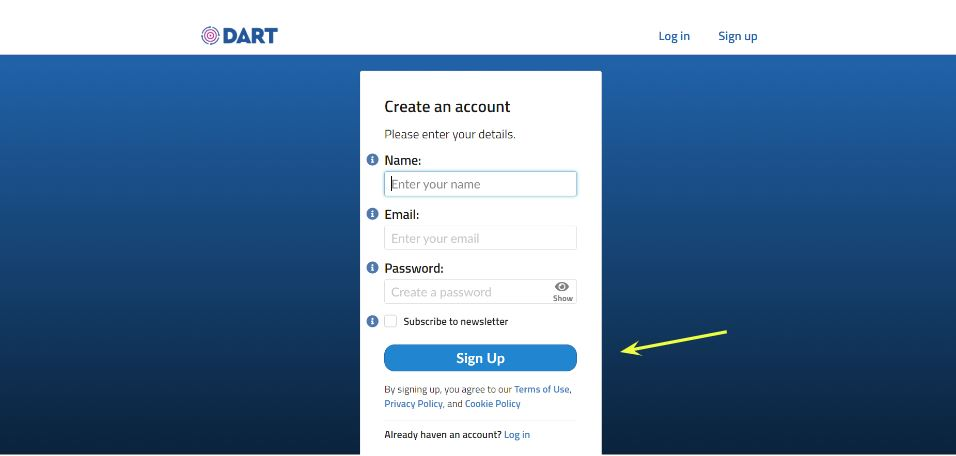 DART
Log in Sign up
Create an account
Please enter your details.
Name:
Enter your name
Email:
Enter your email
Password:
Create a password
Show
Subscribe to newsletter
Sign Up
By signing up, you agree to our Terms of Use,
Privacy Policy, and Cookie Policy
Already haven an account? Log in